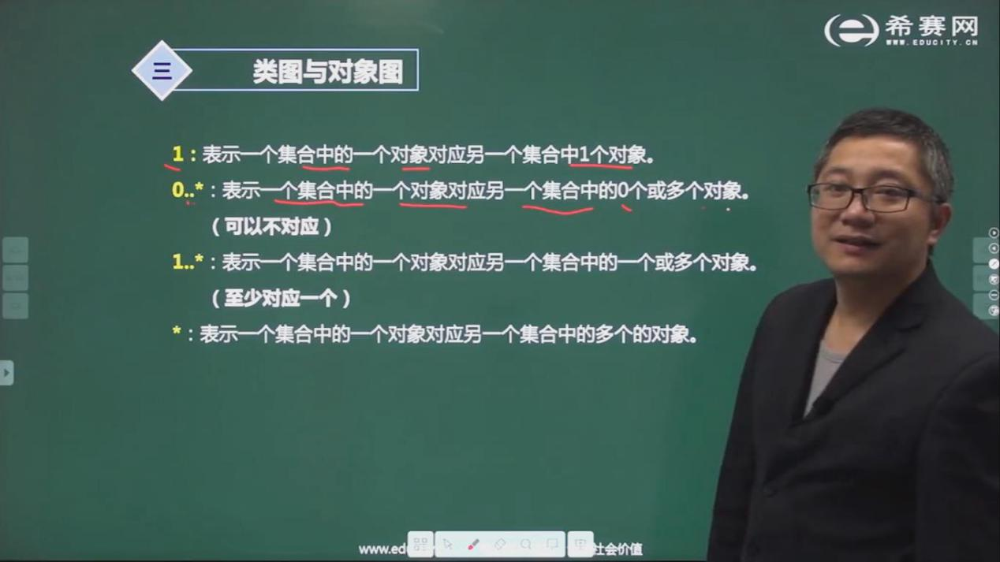 希赛网
WWW.EDUCITY.CN
三 类图与对象图
1：表示一个集合中的一个对象对应另一个集合中1个对象。
0..*：表示一个集合中的一个对象对应另一个集合中的0个或多个对象。
（可以不对应）
1..*：表示一个集合中的一个对象对应另一个集合中的一个或多个对象。
（至少对应一个）
*：表示一个集合中的一个对象对应另一个集合中的多个的对象。
www.ed
社会价值